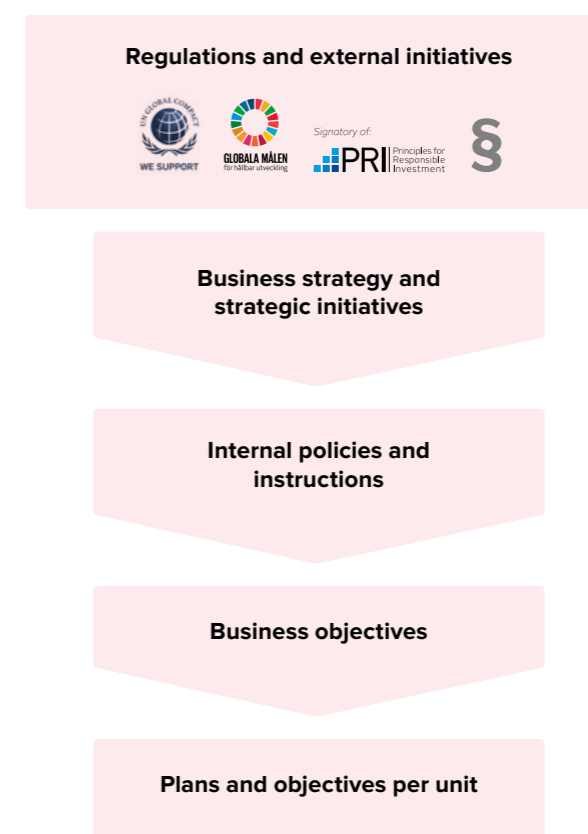 Regulations and external initiatives
UN GLOBAL COMPACT
WE SUPPORT
GLOBALA MÅLEN
för hållbar utveckling
Signatory of:
PRI
Principles for
Responsible
Investment
§
Business strategy and
strategic initiatives
Internal policies and
instructions
Business objectives
Plans and objectives per unit